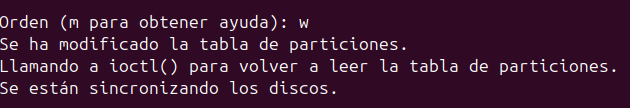 Orden (m para obtener ayuda): w
Se ha modificado la tabla de particiones.
Llamando a ioctl() para volver a leer la tabla de particiones.
Se están sincronizando los discos.